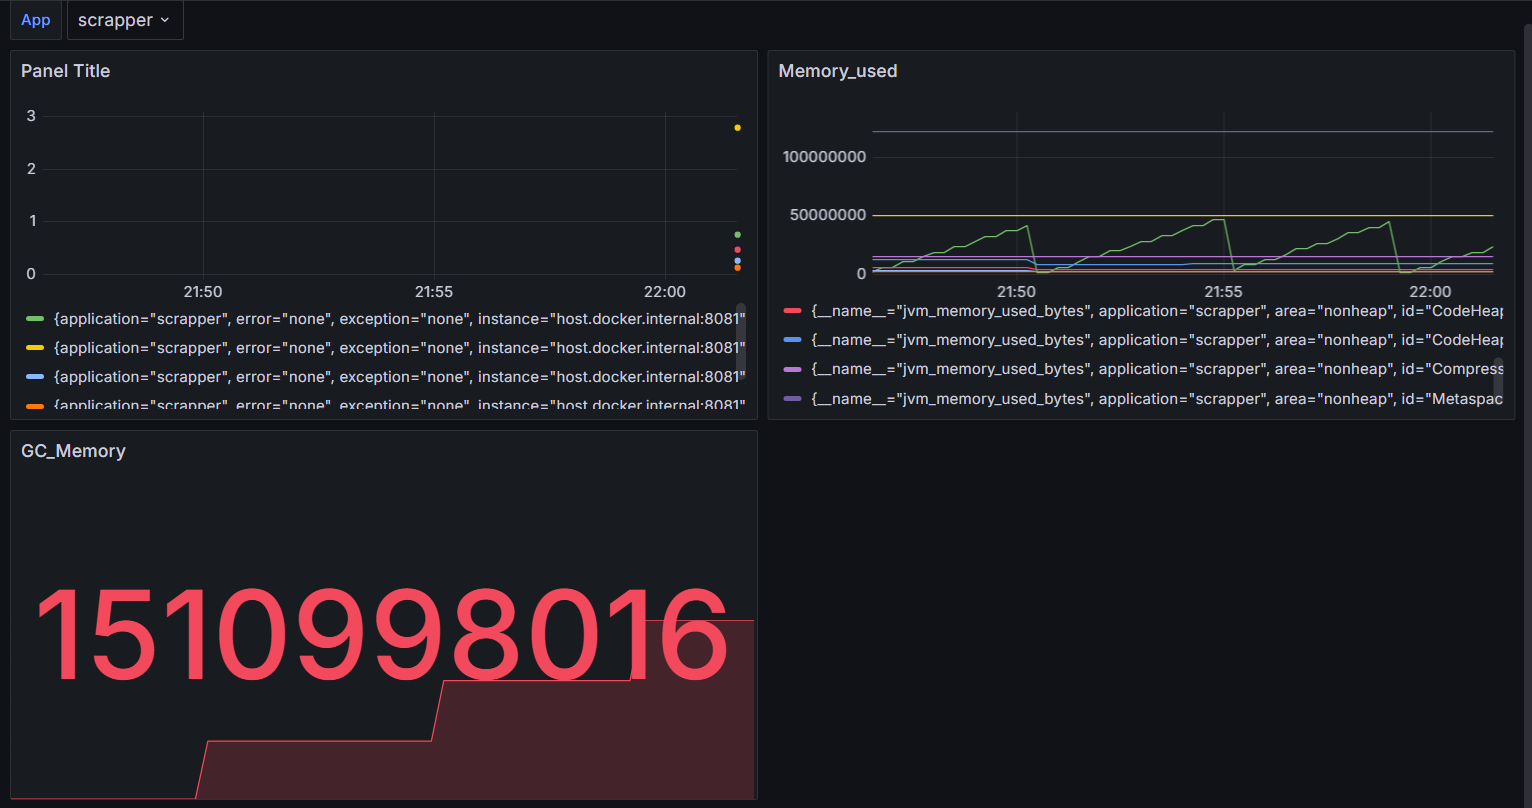 App scrapper
Panel Title
3
2
1
0
21:50 21:55 22:00
{application="scrapper", error="none", exception="none", instance="host.docker.internal:8081"
{application="scrapper", error="none", exception="none", instance="host.docker.internal:8081"
{application="scrapper", error="none", exception="none", instance="host.docker.internal:8081"
{application="scrapper", error="none", exception="none", instance="host.docker.internal:8081"
Memory_used
100000000
50000000
0
21:50 21:55 22:00
{__name__="jvm_memory_used_bytes", application="scrapper", area="nonheap", id="CodeHeap
{__name__="jvm_memory_used_bytes", application="scrapper", area="nonheap", id="CodeHeap
{__name__="jvm_memory_used_bytes", application="scrapper", area="nonheap", id="Compress
{__name__="jvm_memory_used_bytes", application="scrapper", area="nonheap", id="Metaspac
GC_Memory
1510998016